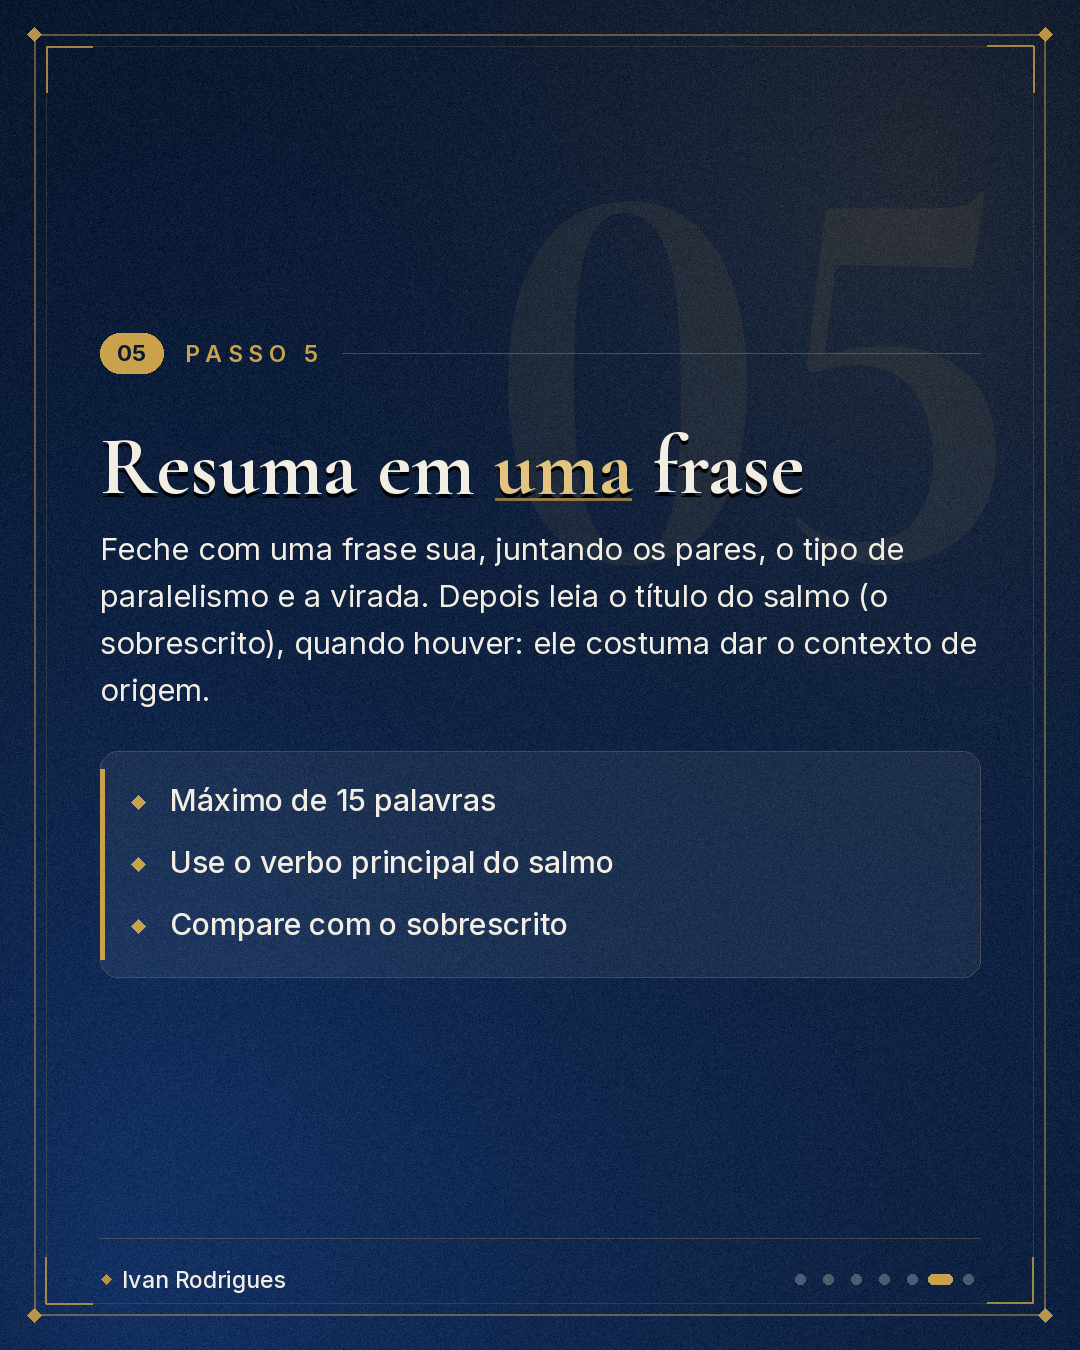 05
05 PASSO 5
Resuma em uma frase
Feche com uma frase sua, juntando os pares, o tipo de
paralelismo e a virada. Depois leia o título do salmo (o
sobrescrito), quando houver: ele costuma dar o contexto de
origem.
Máximo de 15 palavras
Use o verbo principal do salmo
Compare com o sobrescrito
Ivan Rodrigues